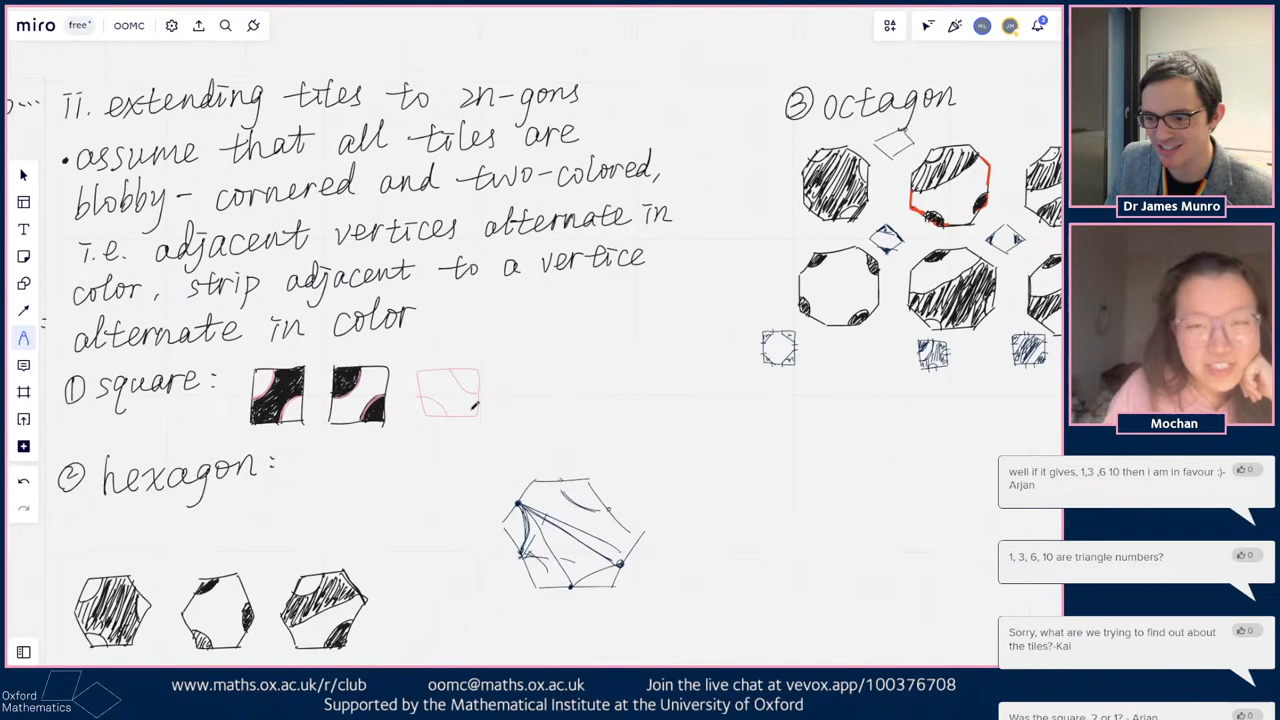 miro
free
OOMC
ii. extending tiles to 2n-gons
• assume that all tiles are
blobby-cornered and two-colored,
i.e. adjacent vertices alternate in
color, strip adjacent to a vertice
alternate in color
① square:
② hexagon:
③ octagon
Dr James Munro
Mochan
well if it gives, 1,3 ,6 10 then i am in favour :)-
Arjan
0
1, 3, 6, 10 are triangle numbers?
0
Sorry, what are we trying to find out about
the tiles?-Kai
0
Was the square 2 or 1? - Arjan
Oxford
Mathematics
www.maths.ox.ac.uk/r/club oomc@maths.ox.ac.uk Join the live chat at vevox.app/100376708
Supported by the Mathematical Institute at the University of Oxford